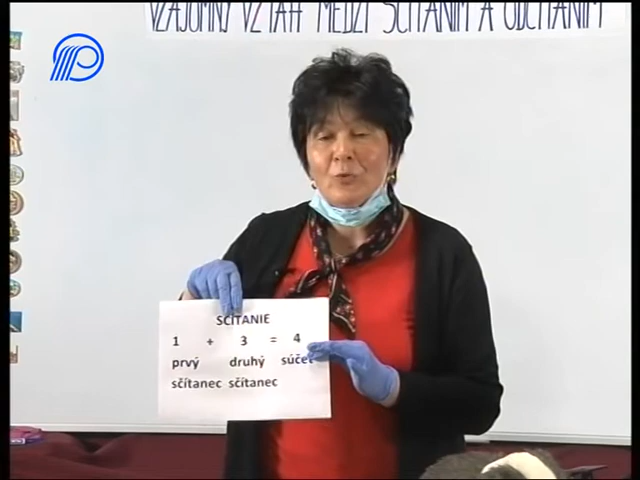 VZÁJOMNÝ VZŤAH MEDZI SČÍTANÍM A ODČÍTANÍM
SČÍTANIE
1 + 3 = 4
prvý druhý súčet
sčítanec sčítanec